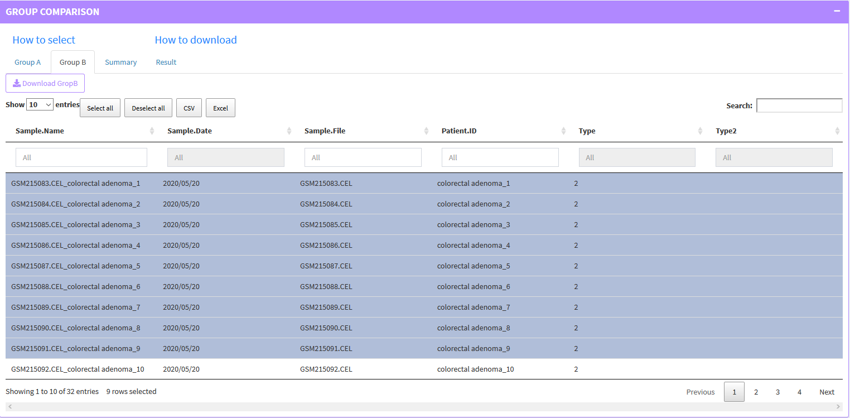 GROUP COMPARISON
How to select How to download
Group A Group B Summary Result
Download GropB
Show 10 entries Select all Deselect all CSV Excel Search:
Sample.Name Sample.Date Sample.File Patient.ID Type Type2
All All All All All All
GSM215083.CEL_colorectal adenoma_1 2020/05/20 GSM215083.CEL colorectal adenoma_1 2
GSM215084.CEL_colorectal adenoma_2 2020/05/20 GSM215084.CEL colorectal adenoma_2 2
GSM215085.CEL_colorectal adenoma_3 2020/05/20 GSM215085.CEL colorectal adenoma_3 2
GSM215086.CEL_colorectal adenoma_4 2020/05/20 GSM215086.CEL colorectal adenoma_4 2
GSM215087.CEL_colorectal adenoma_5 2020/05/20 GSM215087.CEL colorectal adenoma_5 2
GSM215088.CEL_colorectal adenoma_6 2020/05/20 GSM215088.CEL colorectal adenoma_6 2
GSM215089.CEL_colorectal adenoma_7 2020/05/20 GSM215089.CEL colorectal adenoma_7 2
GSM215090.CEL_colorectal adenoma_8 2020/05/20 GSM215090.CEL colorectal adenoma_8 2
GSM215091.CEL_colorectal adenoma_9 2020/05/20 GSM215091.CEL colorectal adenoma_9 2
GSM215092.CEL_colorectal adenoma_10 2020/05/20 GSM215092.CEL colorectal adenoma_10 2
Showing 1 to 10 of 32 entries 9 rows selected Previous 1 2 3 4 Next